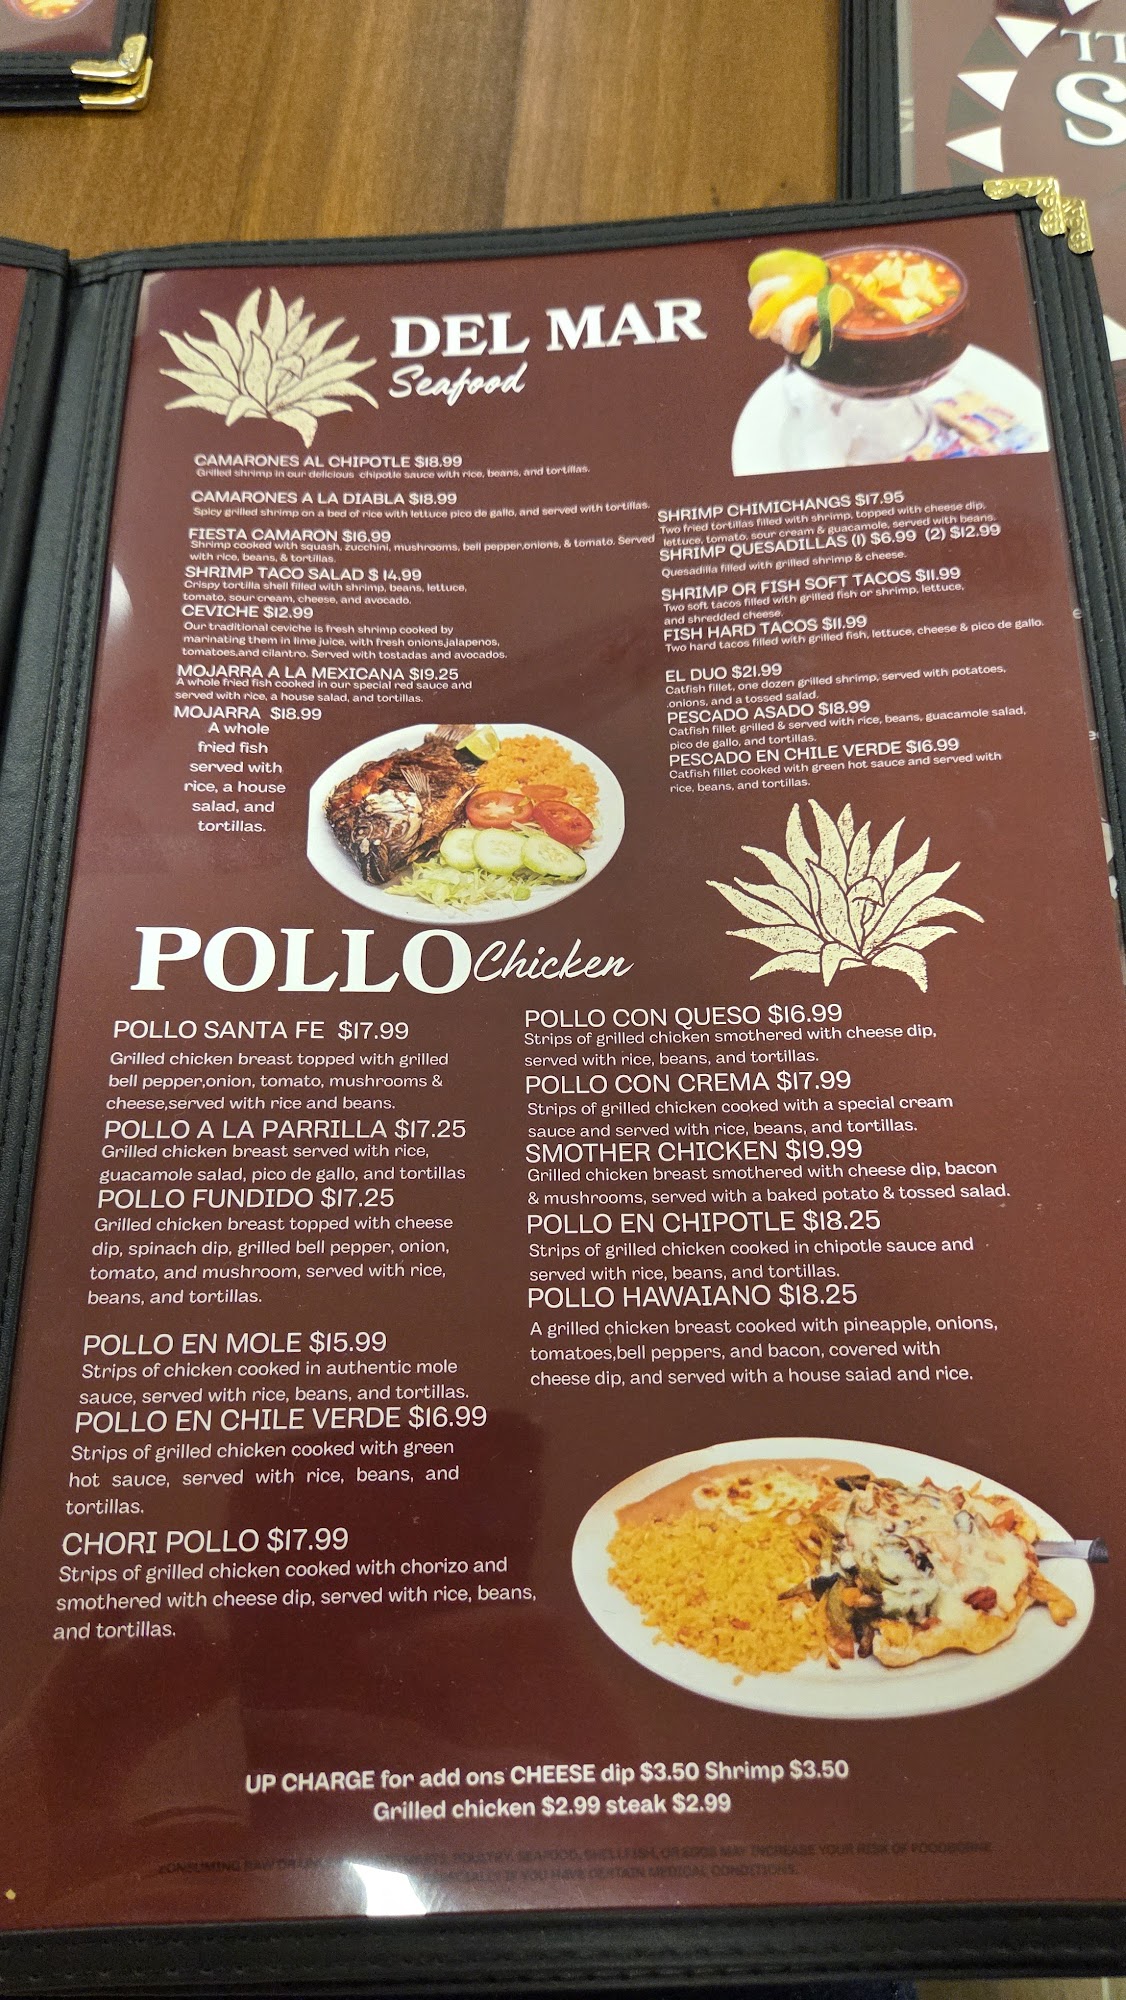 DEL MAR
Seafood
CAMARONES AL CHIPOTLE $18.99
Grilled shrimp in our delicious chipotle sauce with rice, beans, and tortillas.
CAMARONES A LA DIABLA $18.99
Spicy grilled shrimp on a bed of rice with lettuce pico de gallo, and served with tortillas.
FIESTA CAMARON $16.99
Shrimp cooked with squash, zucchini, mushrooms, bell pepper,onions, & tomato. Served
with rice, beans, & tortillas.
SHRIMP TACO SALAD $ 14.99
Crispy tortilla shell filled with shrimp, beans, lettuce,
tomato, sour cream, cheese, and avocado.
CEVICHE $12.99
Our traditional ceviche is fresh shrimp cooked by
marinating them in lime juice, with fresh onions,jalapenos,
tomatoes,and cilantro. Served with tostadas and avocados.
MOJARRA A LA MEXICANA $19.25
A whole fried fish cooked in our special red sauce and
served with rice, a house salad, and tortillas.
MOJARRA $18.99
A whole
fried fish
served with
rice, a house
salad, and
tortillas.
SHRIMP CHIMICHANGS $17.95
Two fried tortillas filled with shrimp, topped with cheese dip,
lettuce, tomato, sour cream & guacamole, served with beans.
SHRIMP QUESADILLAS (1) $6.99 (2) $12.99
Quesadilla filled with grilled shrimp & cheese.
SHRIMP OR FISH SOFT TACOS $11.99
Two soft tacos filled with grilled fish or shrimp, lettuce,
and shredded cheese.
FISH HARD TACOS $11.99
Two hard tacos filled with grilled fish, lettuce, cheese & pico de gallo.
EL DUO $21.99
Catfish fillet, one dozen grilled shrimp, served with potatoes,
onions, and a tossed salad.
PESCADO ASADO $18.99
Catfish fillet grilled & served with rice, beans, guacamole salad,
pico de gallo, and tortillas.
PESCADO EN CHILE VERDE $16.99
Catfish fillet cooked with green hot sauce and served with
rice, beans, and tortillas.
POLLO Chicken
POLLO SANTA FE $17.99
Grilled chicken breast topped with grilled
bell pepper,onion, tomato, mushrooms &
cheese,served with rice and beans.
POLLO A LA PARRILLA $17.25
Grilled chicken breast served with rice,
guacamole salad, pico de gallo, and tortillas
POLLO FUNDIDO $17.25
Grilled chicken breast topped with cheese
dip, spinach dip, grilled bell pepper, onion,
tomato, and mushroom, served with rice,
beans, and tortillas.
POLLO EN MOLE $15.99
Strips of chicken cooked in authentic mole
sauce, served with rice, beans, and tortillas.
POLLO EN CHILE VERDE $16.99
Strips of grilled chicken cooked with green
hot sauce, served with rice, beans, and
tortillas.
CHORI POLLO $17.99
Strips of grilled chicken cooked with chorizo and
smothered with cheese dip, served with rice, beans,
and tortillas.
POLLO CON QUESO $16.99
Strips of grilled chicken smothered with cheese dip,
served with rice, beans, and tortillas.
POLLO CON CREMA $17.99
Strips of grilled chicken cooked with a special cream
sauce and served with rice, beans, and tortillas.
SMOTHER CHICKEN $19.99
Grilled chicken breast smothered with cheese dip, bacon
& mushrooms, served with a baked potato & tossed salad.
POLLO EN CHIPOTLE $18.25
Strips of grilled chicken cooked in chipotle sauce and
served with rice, beans, and tortillas.
POLLO HAWAIANO $18.25
A grilled chicken breast cooked with pineapple, onions,
tomatoes,bell peppers, and bacon, covered with
cheese dip, and served with a house saiad and rice.
UP CHARGE for add ons CHEESE dip $3.50 Shrimp $3.50
Grilled chicken $2.99 steak $2.99
CONSUMING RAW OR POULTRY, SEAFOOD, SHELLFISH, OR EGGS MAY INCREASE YOUR RISK OF FOODBORNE
IF YOU HAVE CERTAIN MEDICAL CONDITIONS.